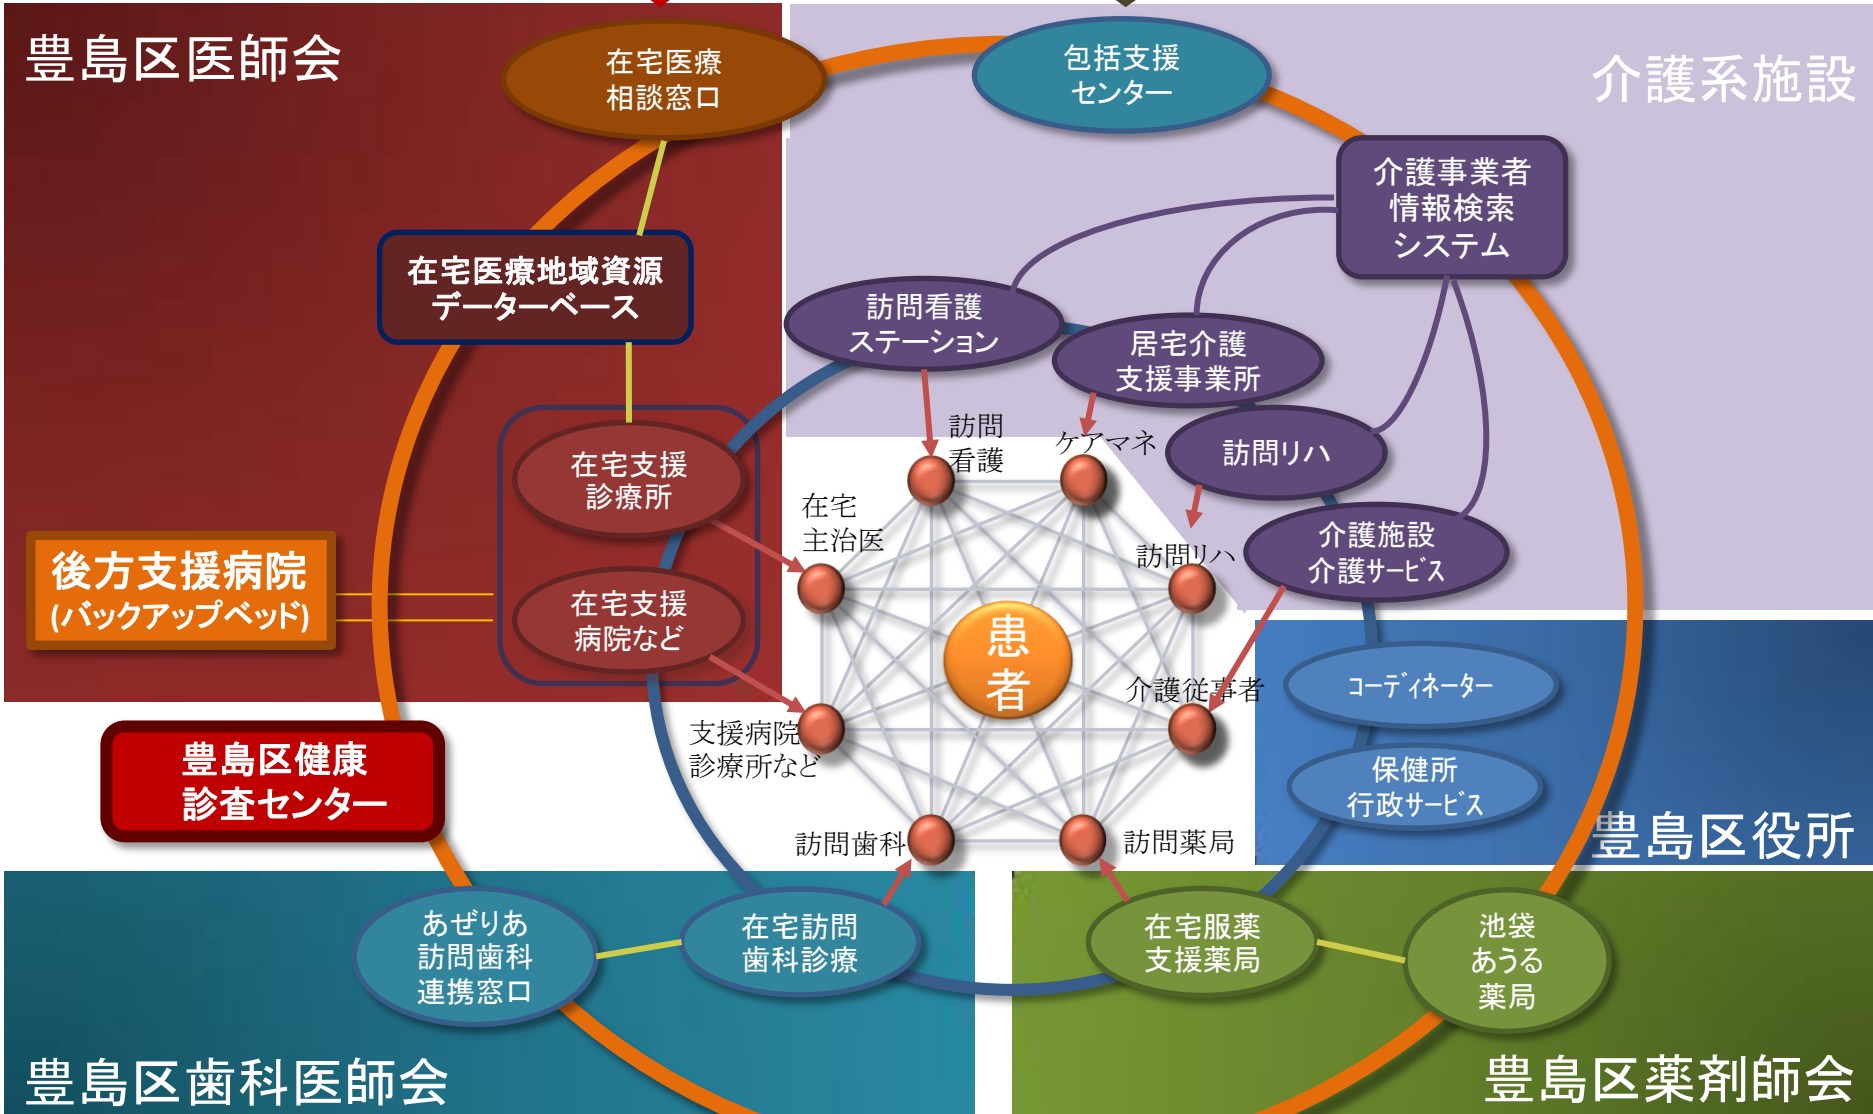 豊島区医師会
在宅医療
相談窓口
包括支援
センター
介護系施設
介護事業者
情報検索
システム
在宅医療地域資源
データーベース
訪問看護
ステーション
居宅介護
支援事業所
訪問リハ
介護施設
介護サービス
在宅支援
診療所
在宅支援
病院など
後方支援病院
(バックアップベッド)
訪問
看護
ケアマネ
在宅
主治医
訪問リハ
患
者
介護従事者
支援病院
診療所など
訪問歯科
訪問薬局
コーディネーター
保健所
行政サービス
豊島区役所
豊島区健康
診査センター
あぜりあ
訪問歯科
連携窓口
在宅訪問
歯科診療
在宅服薬
支援薬局
池袋
あうる
薬局
豊島区歯科医師会
豊島区薬剤師会